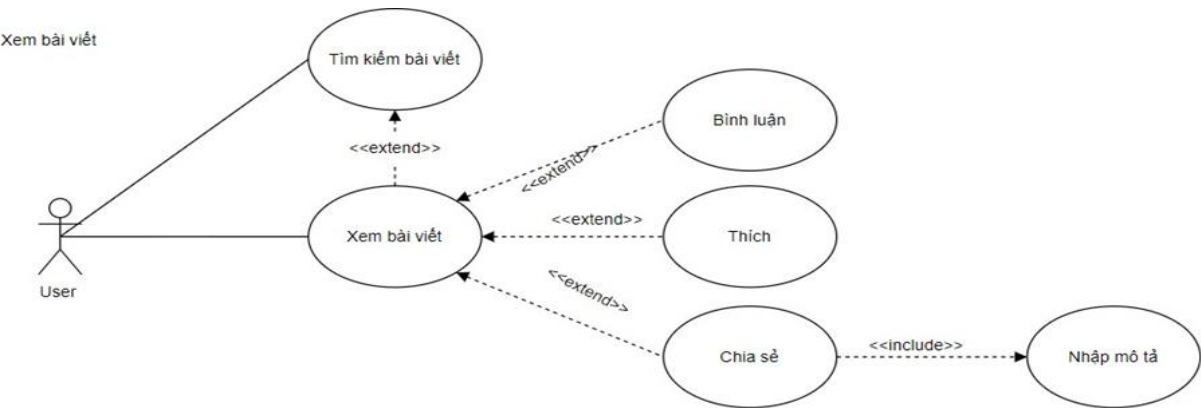 Xem bài viết
Tìm kiếm bài viết
<<extend>>
Bình luận
<<extend>>
Xem bài viết
<<extend>>
Thích
User
<<extend>>
Chia sẻ
<<include>>
Nhập mô tả